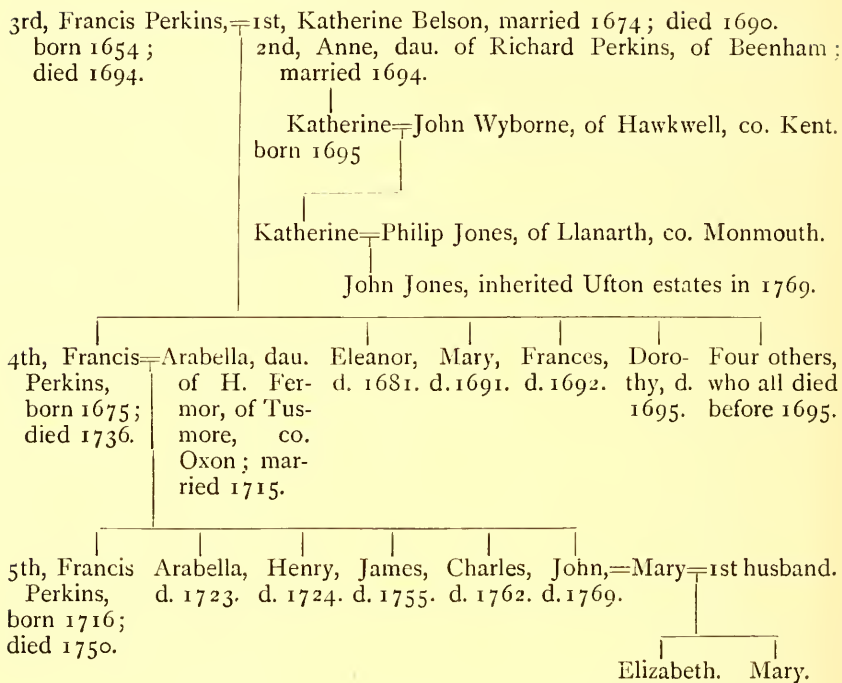 3rd, Francis Perkins,=1st, Katherine Belson, married 1674; died 1690.
born 1654; 2nd, Anne, dau. of Richard Perkins, of Beenham;
died 1694. married 1694.
Katherine=John Wyborne, of Hawkwell, co. Kent.
born 1695
Katherine=Philip Jones, of Llanarth, co. Monmouth.
John Jones, inherited Ufton estates in 1769.
4th, Francis=Arabella, dau. Eleanor, Mary, Frances, Doro- Four others,
Perkins, of H. Fer- d. 1681. d. 1691. d. 1692. thy, d. who all died
born 1675; mor, of Tus- 1695. before 1695.
died 1736. more, co.
Oxon; mar-
ried 1715.
5th, Francis Arabella, Henry, James, Charles, John,=Mary=1st husband.
Perkins, d. 1723. d. 1724. d. 1755. d. 1762. d. 1769.
born 1716;
died 1750.
Elizabeth. Mary.